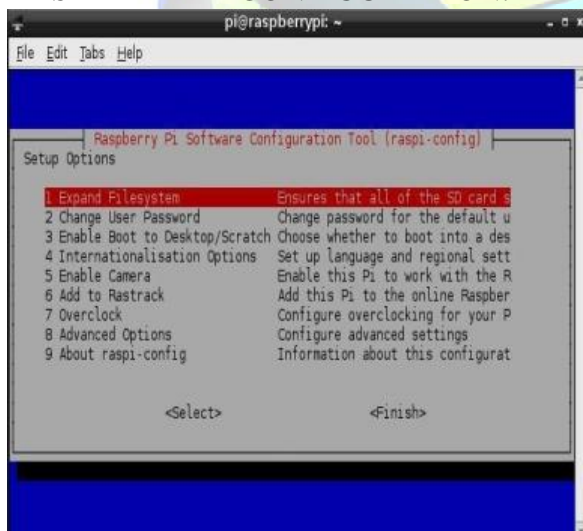 pi@raspberrypi: ~
File Edit Tabs Help
Raspberry Pi Software Configuration Tool (raspi-config)
Setup Options
1 Expand Filesystem Ensures that all of the SD card s
2 Change User Password Change password for the default u
3 Enable Boot to Desktop/Scratch Choose whether to boot into a des
4 Internationalisation Options Set up language and regional sett
5 Enable Camera Enable this Pi to work with the R
6 Add to Rastrack Add this Pi to the online Raspber
7 Overclock Configure overclocking for your P
8 Advanced Options Configure advanced settings
9 About raspi-config Information about this configurat
<Select> <Finish>